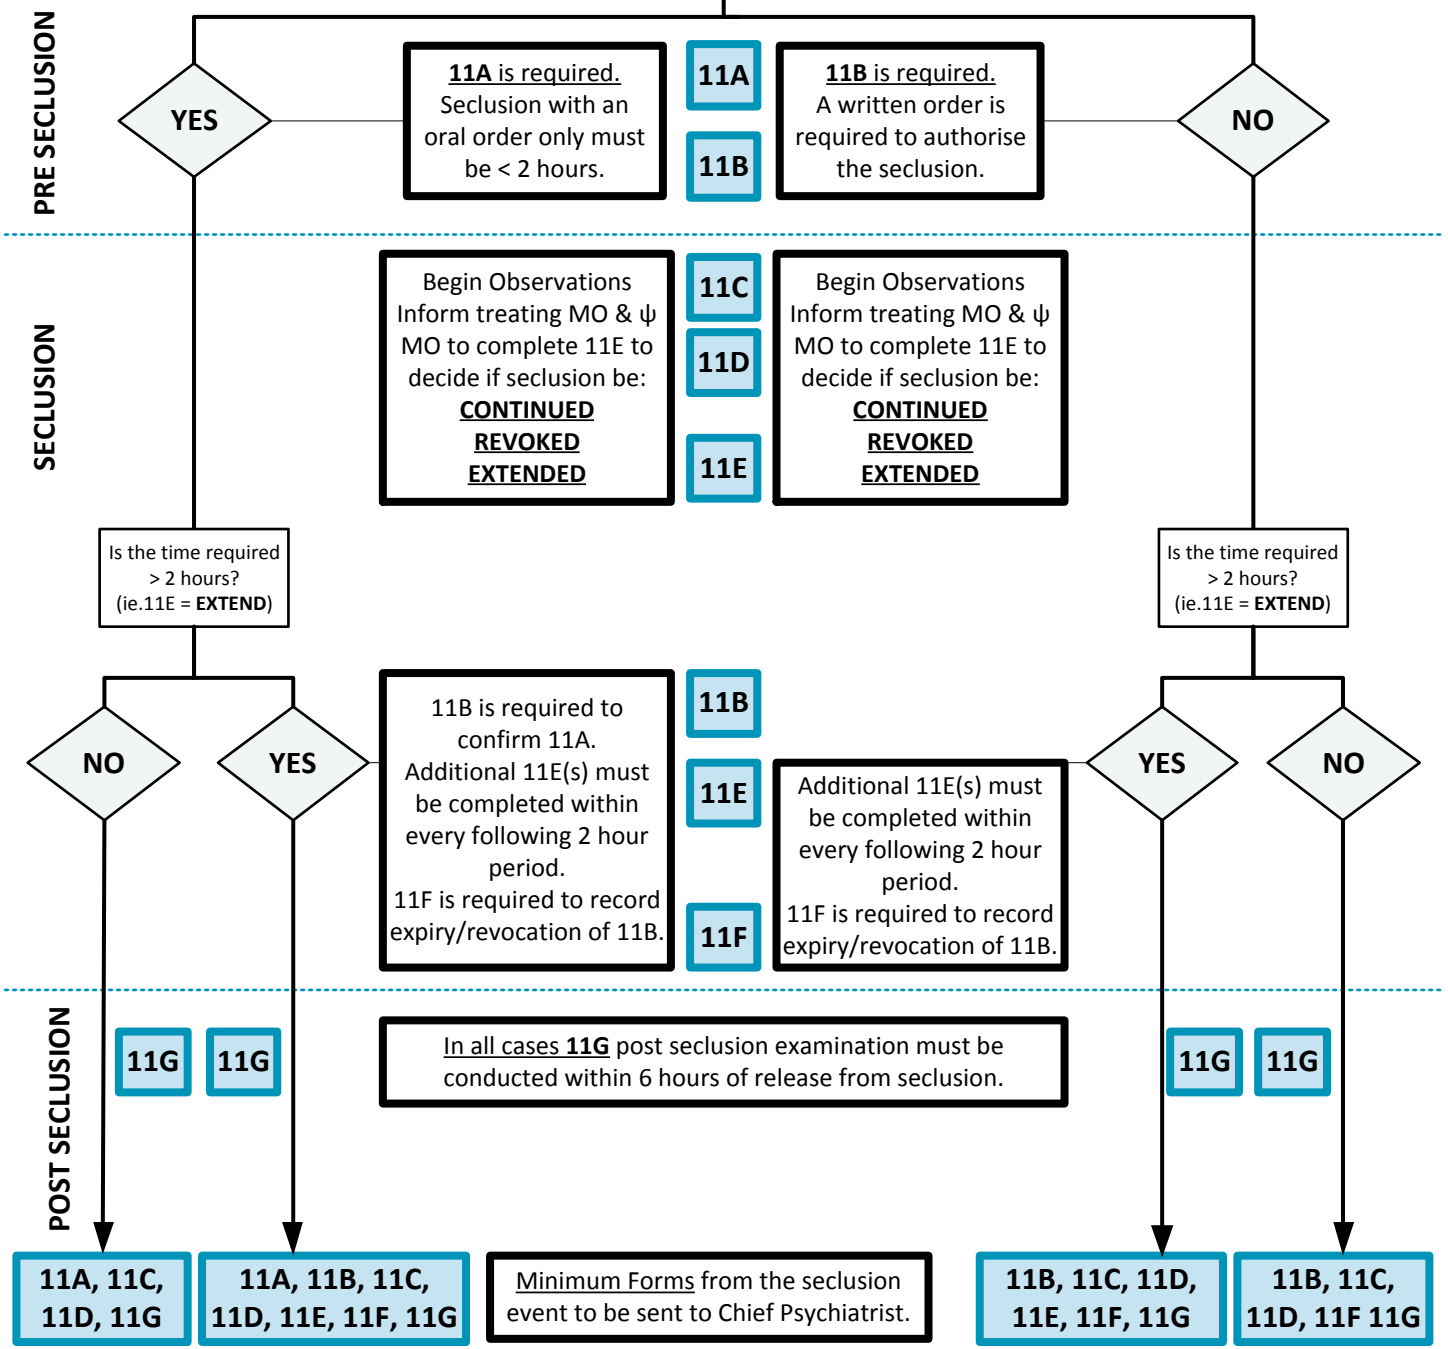 PRE SECLUSION
YES
11A is required.
Seclusion with an
oral order only must
be < 2 hours.
11A
11B
11B is required.
A written order is
required to authorise
the seclusion.
NO
SECLUSION
Begin Observations
Inform treating MO & ψ
MO to complete 11E to
decide if seclusion be:
CONTINUED
REVOKED
EXTENDED
11C
11D
11E
Begin Observations
Inform treating MO & ψ
MO to complete 11E to
decide if seclusion be:
CONTINUED
REVOKED
EXTENDED
Is the time required
> 2 hours?
(ie.11E = EXTEND)
Is the time required
> 2 hours?
(ie.11E = EXTEND)
NO
YES
11B is required to
confirm 11A.
Additional 11E(s) must
be completed within
every following 2 hour
period.
11F is required to record
expiry/revocation of 11B.
11B
11E
11F
Additional 11E(s) must
be completed within
every following 2 hour
period.
11F is required to record
expiry/revocation of 11B.
YES
NO
POST SECLUSION
11G
11G
In all cases 11G post seclusion examination must be
conducted within 6 hours of release from seclusion.
11G
11G
11A, 11C,
11D, 11G
11A, 11B, 11C,
11D, 11E, 11F, 11G
Minimum Forms from the seclusion
event to be sent to Chief Psychiatrist.
11B, 11C, 11D,
11E, 11F, 11G
11B, 11C,
11D, 11F 11G